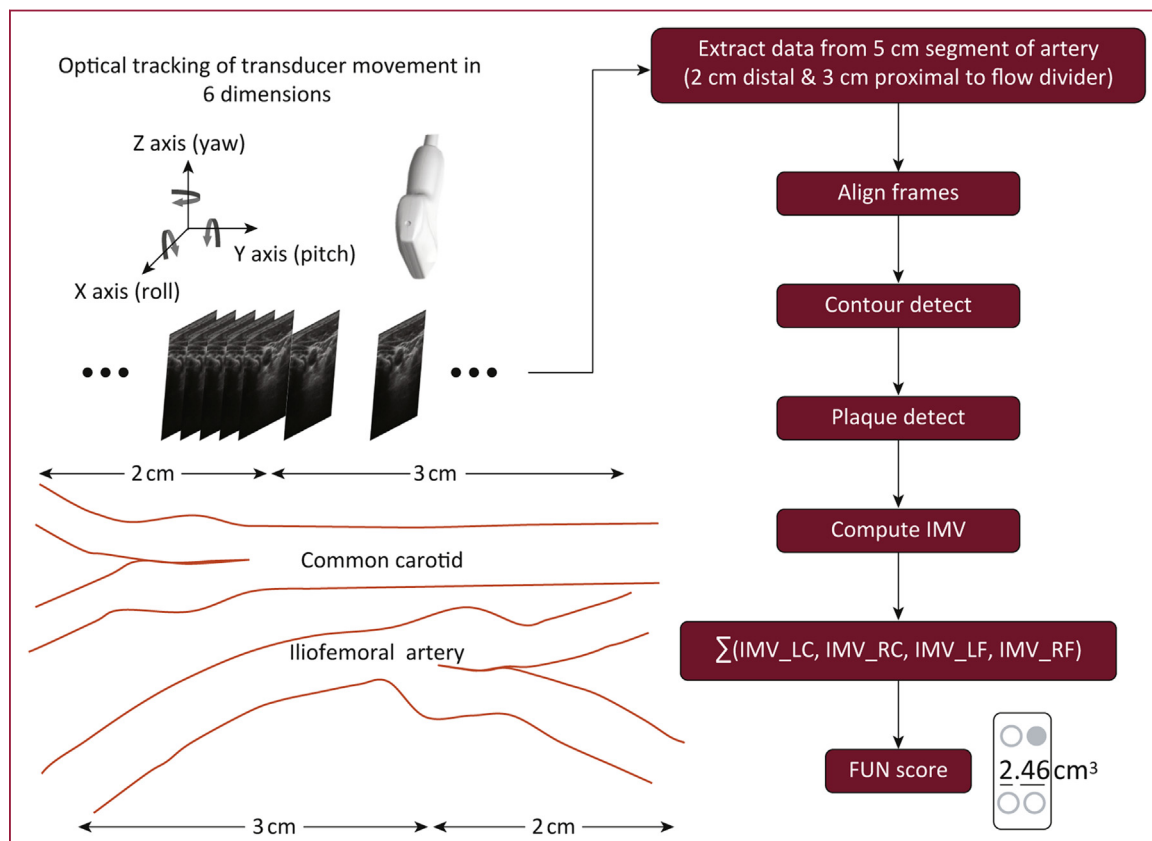 Optical tracking of transducer movement in
6 dimensions
Z axis (yaw)
Y axis (pitch)
X axis (roll)
2 cm
3 cm
Common carotid
Iliofemoral artery
3 cm
2 cm
Extract data from 5 cm segment of artery
(2 cm distal & 3 cm proximal to flow divider)
Align frames
Contour detect
Plaque detect
Compute IMV
∑(IMV_LC, IMV_RC, IMV_LF, IMV_RF)
FUN score
2.46 cm³